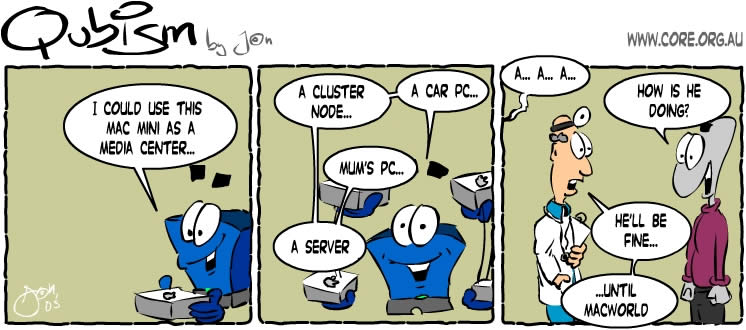 Qubism
by j@n
WWW.CORE.ORG.AU
I COULD USE THIS
MAC MINI AS A
MEDIA CENTER...
j@n
05
A CLUSTER
NODE...
A CAR PC...
MUM'S PC...
A SERVER
A... A... A...
HOW IS HE
DOING?
HE'LL BE
FINE...
...UNTIL
MACWORLD